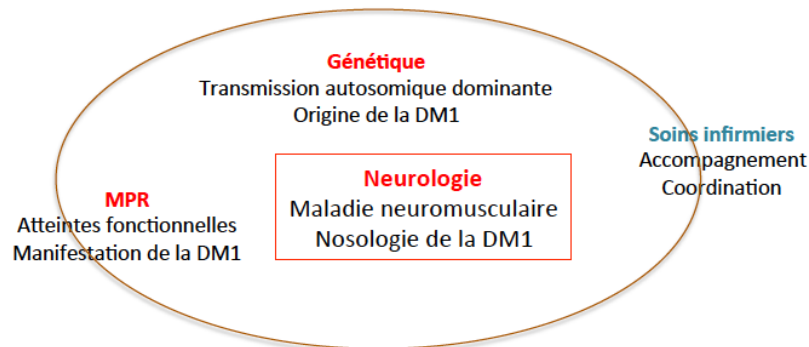 Génétique
Transmission autosomique dominante
Origine de la DM1
Soins infirmiers
Accompagnement
Coordination
Neurologie
Maladie neuromusculaire
Nosologie de la DM1
MPR
Atteintes fonctionnelles
Manifestation de la DM1